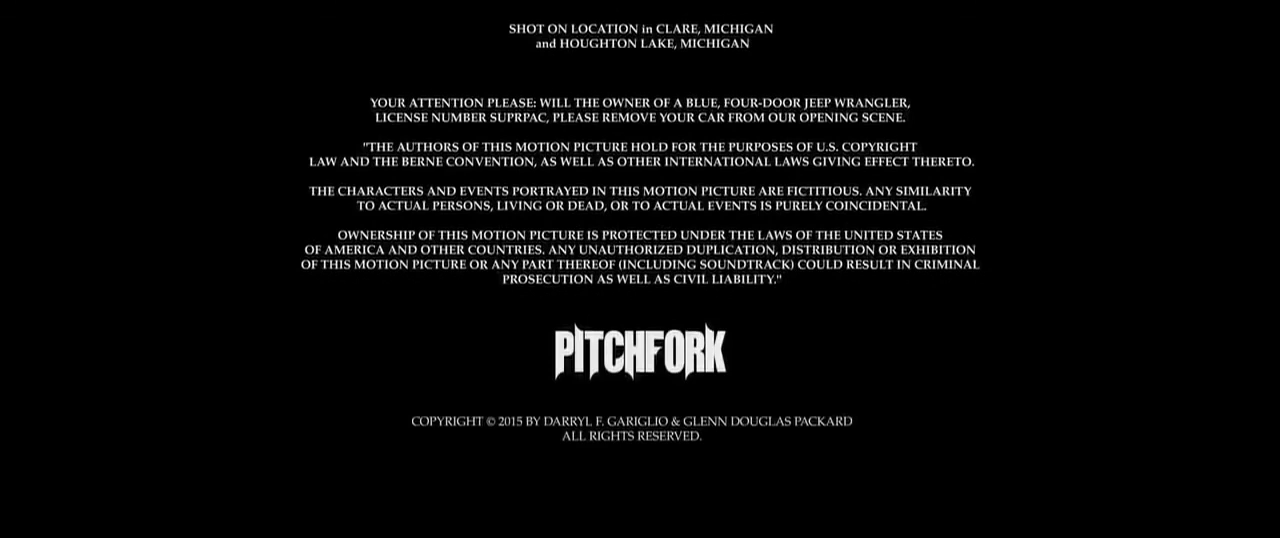 SHOT ON LOCATION in CLARE, MICHIGAN
and HOUGHTON LAKE, MICHIGAN
YOUR ATTENTION PLEASE: WILL THE OWNER OF A BLUE, FOUR-DOOR JEEP WRANGLER,
LICENSE NUMBER SUPRPAC, PLEASE REMOVE YOUR CAR FROM OUR OPENING SCENE.
"THE AUTHORS OF THIS MOTION PICTURE HOLD FOR THE PURPOSES OF U.S. COPYRIGHT
LAW AND THE BERNE CONVENTION, AS WELL AS OTHER INTERNATIONAL LAWS GIVING EFFECT THERETO.
THE CHARACTERS AND EVENTS PORTRAYED IN THIS MOTION PICTURE ARE FICTITIOUS. ANY SIMILARITY
TO ACTUAL PERSONS, LIVING OR DEAD, OR TO ACTUAL EVENTS IS PURELY COINCIDENTAL.
OWNERSHIP OF THIS MOTION PICTURE IS PROTECTED UNDER THE LAWS OF THE UNITED STATES
OF AMERICA AND OTHER COUNTRIES. ANY UNAUTHORIZED DUPLICATION, DISTRIBUTION OR EXHIBITION
OF THIS MOTION PICTURE OR ANY PART THEREOF (INCLUDING SOUNDTRACK) COULD RESULT IN CRIMINAL
PROSECUTION AS WELL AS CIVIL LIABILITY."
PITCHFORK
COPYRIGHT © 2015 BY DARRYL F. GARIGLIO & GLENN DOUGLAS PACKARD
ALL RIGHTS RESERVED.